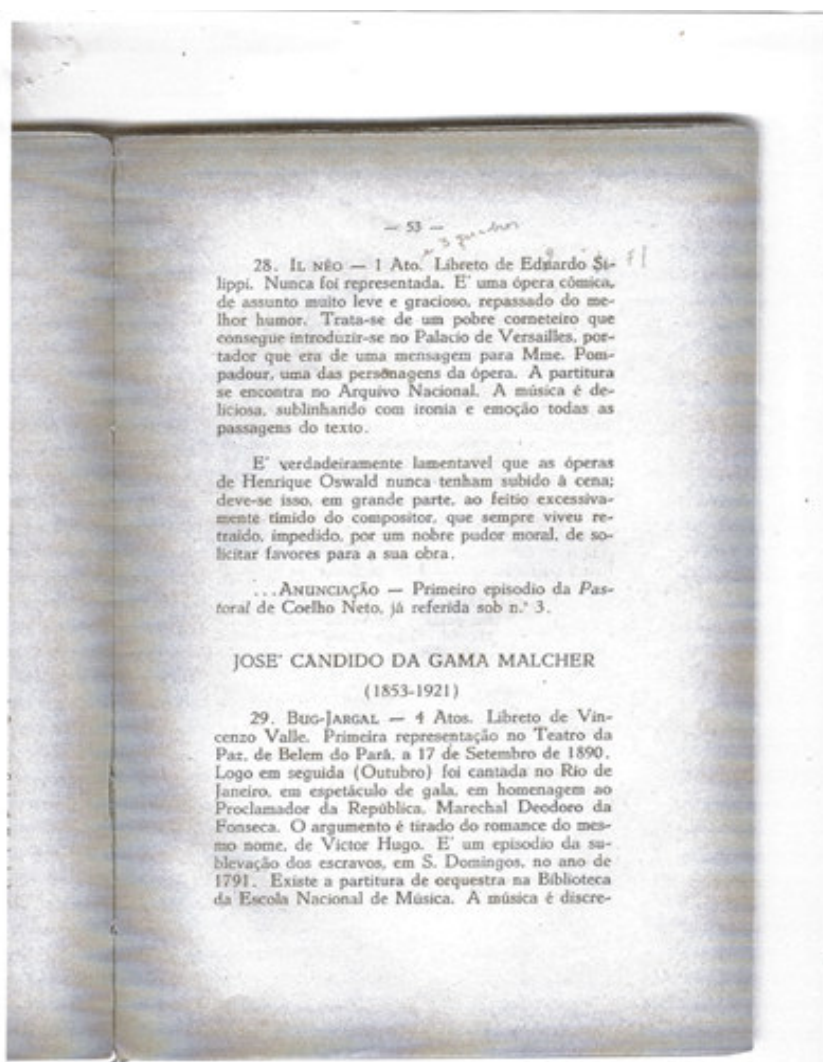 — 53 —
e 3 quadros
28. IL NÉO — 1 Ato. Libreto de Eduardo Si-
lippi. Nunca foi representada. E' uma ópera cômica,
de assunto muito leve e gracioso, repassado do me-
lhor humor. Trata-se de um pobre corneteiro que
consegue introduzir-se no Palacio de Versailles, por-
tador que era de uma mensagem para Mme. Pom-
padour, uma das personagens da ópera. A partitura
se encontra no Arquivo Nacional. A música é de-
liciosa, sublinhando com ironia e emoção todas as
passagens do texto.
E' verdadeiramente lamentavel que as óperas
de Henrique Oswald nunca tenham subido à cena;
deve-se isso, em grande parte, ao feitio excessiva-
mente timido do compositor, que sempre viveu re-
traído, impedido, por um nobre pudor moral, de so-
licitar favores para a sua obra.
...ANUNCIAÇÃO — Primeiro episodio da Pas-
toral de Coelho Neto, já referida sob n.º 3.
JOSE' CANDIDO DA GAMA MALCHER
(1853-1921)
29. BUG-JARGAL — 4 Atos. Libreto de Vin-
cenzo Valle. Primeira representação no Teatro da
Paz, de Belem do Pará, a 17 de Setembro de 1890.
Logo em seguida (Outubro) foi cantada no Rio de
Janeiro, em espetáculo de gala, em homenagem ao
Proclamador da República, Marechal Deodoro da
Fonseca. O argumento é tirado do romance do mes-
mo nome, de Victor Hugo. E' um episodio da su-
blevação dos escravos, em S. Domingos, no ano de
1791. Existe a partitura de orquestra na Biblioteca
da Escola Nacional de Música. A música é discre-